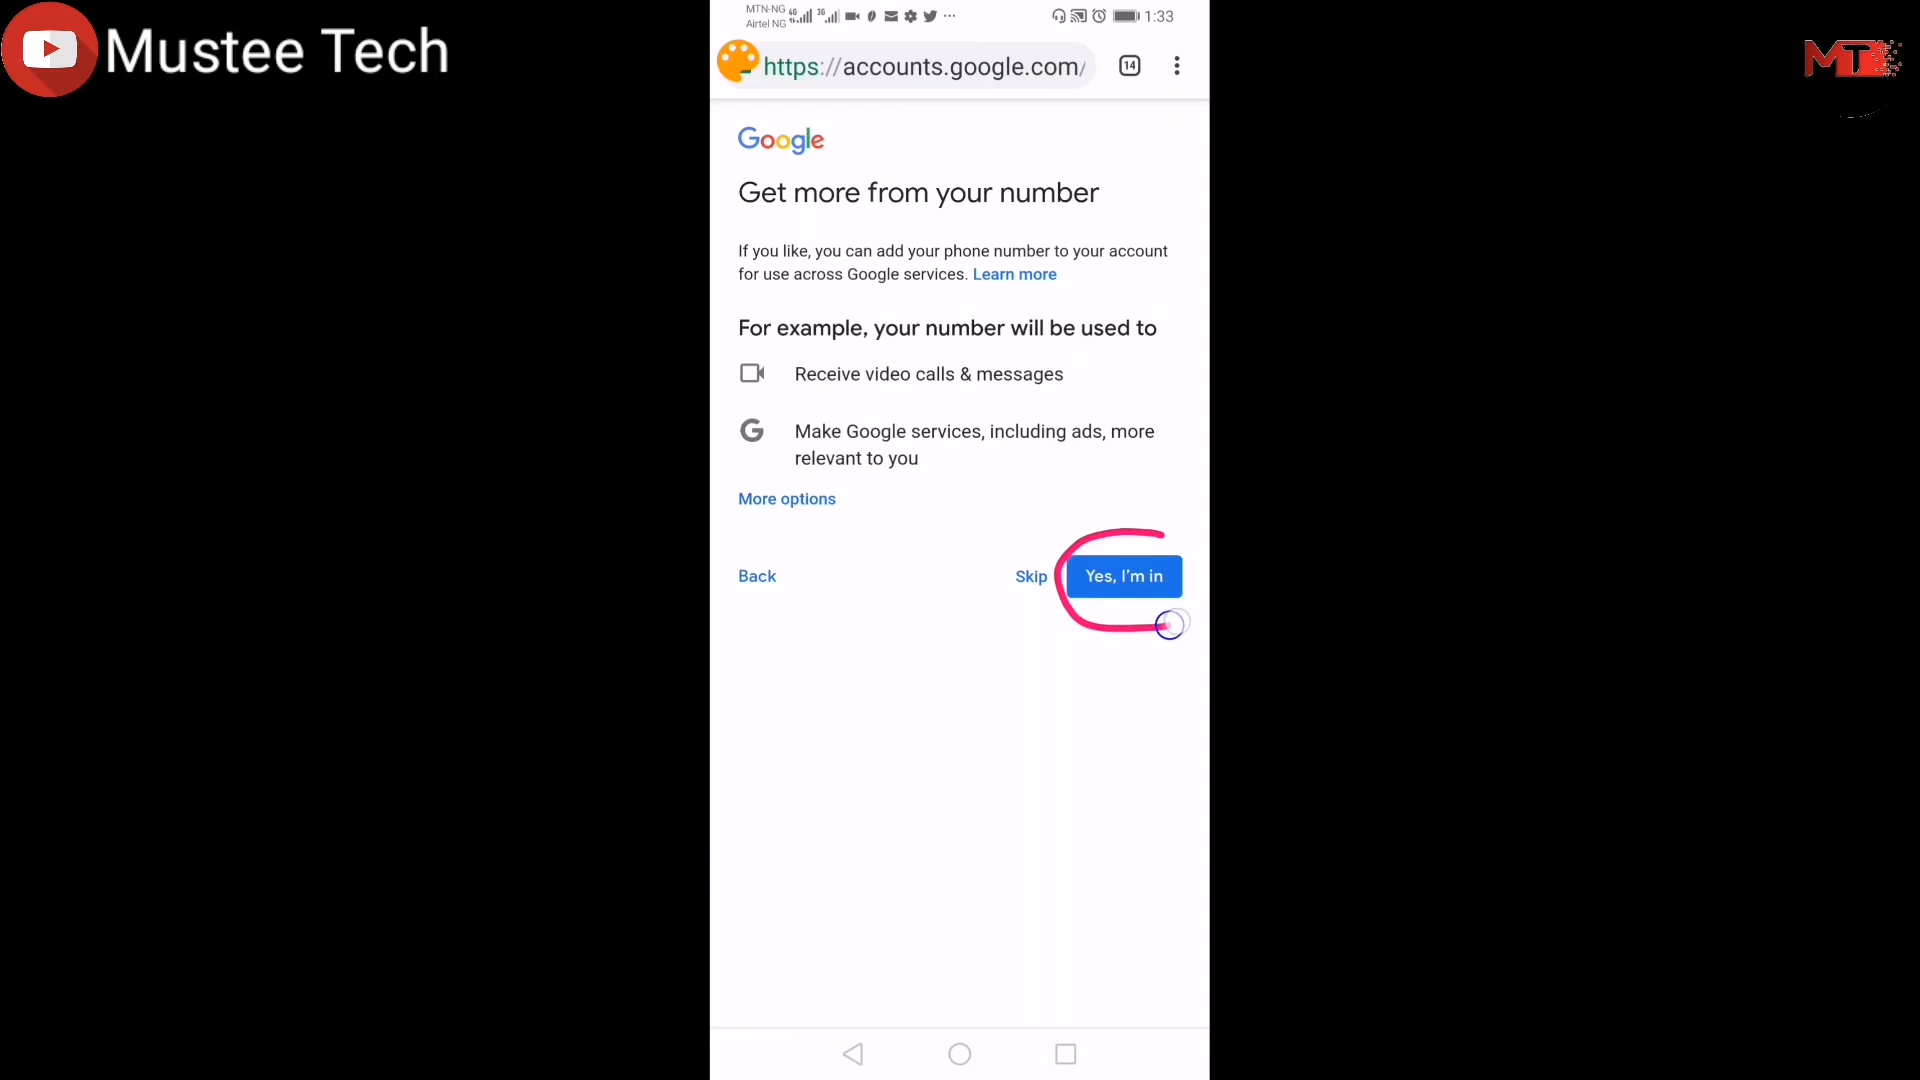 Mustee Tech
MT
MTN-NG 4G 3G
Airtel NG
1:33
https://accounts.google.com/
14
Google
Get more from your number
If you like, you can add your phone number to your account
for use across Google services. Learn more
For example, your number will be used to
Receive video calls & messages
G
Make Google services, including ads, more
relevant to you
More options
Back
Skip
Yes, I'm in